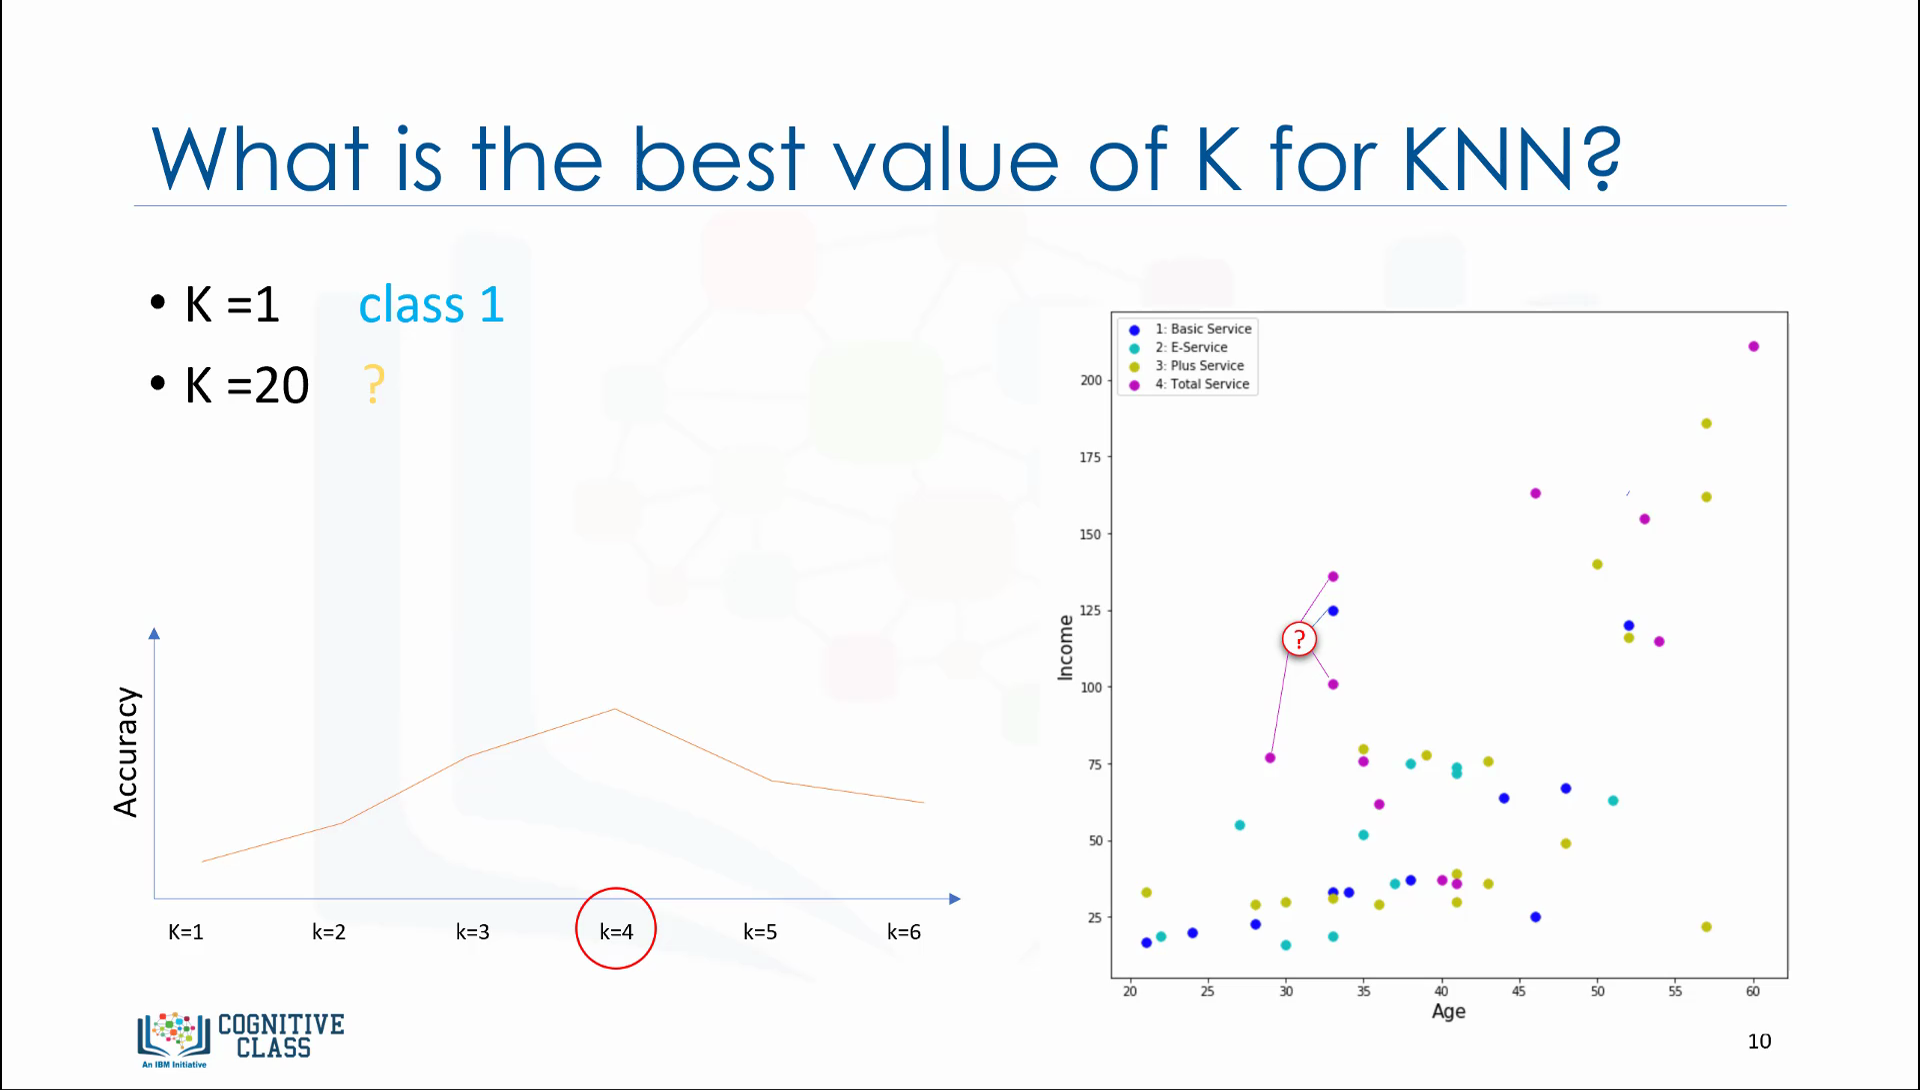 What is the best value of K for KNN?
• K =1 class 1
• K =20 ?
Accuracy
K=1 k=2 k=3 k=4 k=5 k=6
1: Basic Service
2: E-Service
3: Plus Service
4: Total Service
200
175
150
125
100
75
50
25
Income
?
20 25 30 35 40 45 50 55 60
Age
COGNITIVE
CLASS
An IBM Initiative
10